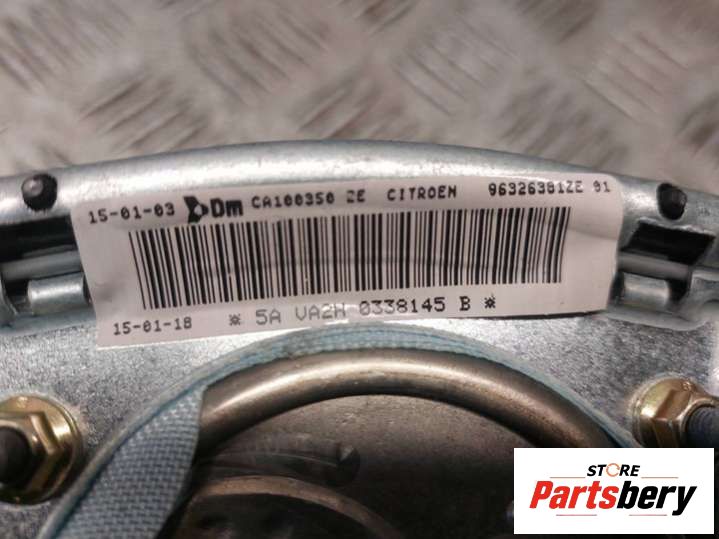 15-01-03 Dm CA100350 ZE CITROEN 96326381ZE 01
15-01-18 * 5A VA2H 0338145 B *
STORE
Partsbery